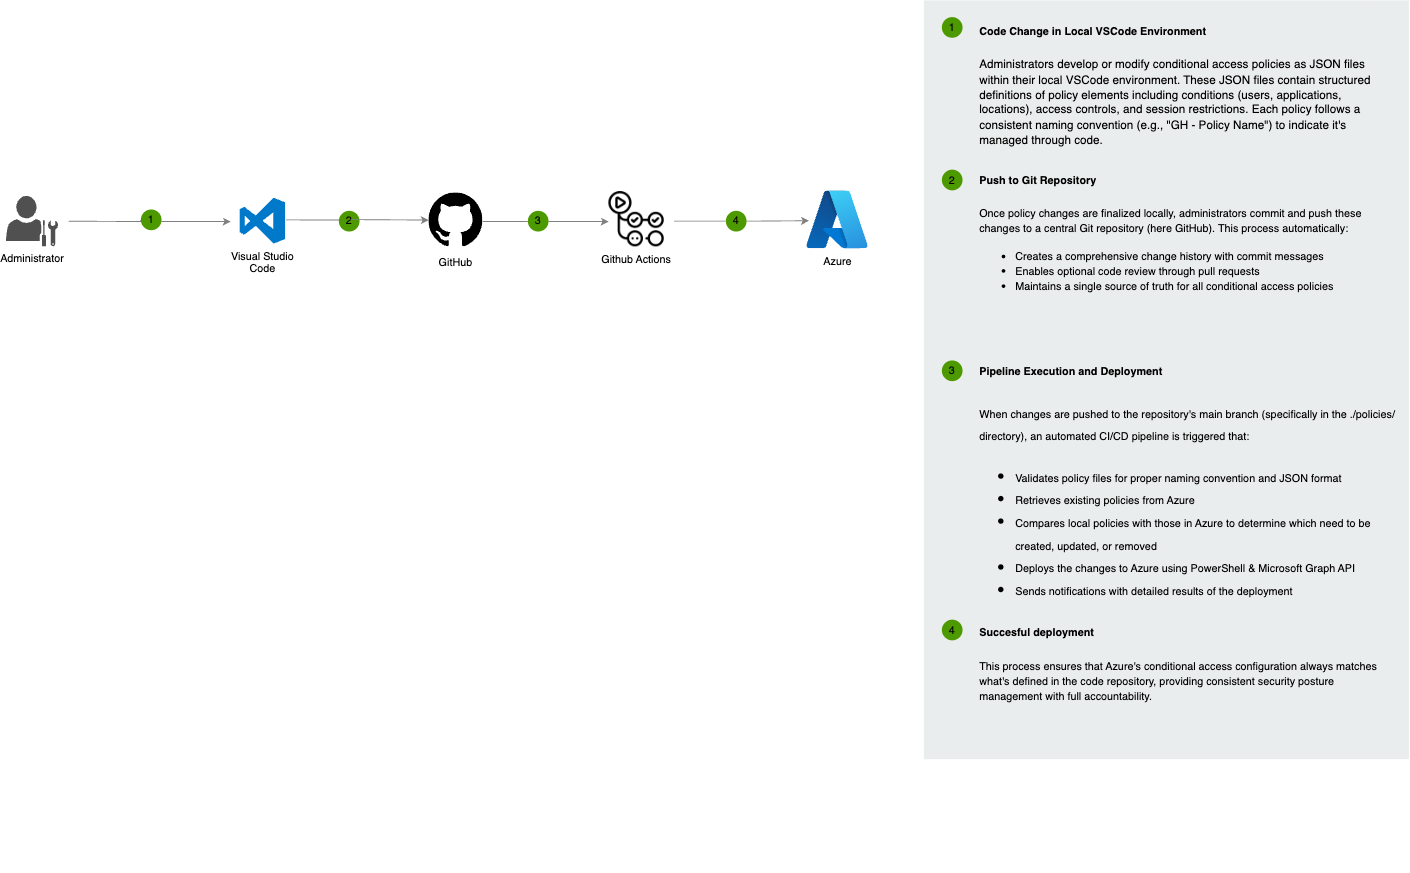 1
2
3
4
Administrator
Visual Studio
Code
GitHub
Github Actions
Azure
1
Code Change in Local VSCode Environment
Administrators develop or modify conditional access policies as JSON files
within their local VSCode environment. These JSON files contain structured
definitions of policy elements including conditions (users, applications,
locations), access controls, and session restrictions. Each policy follows a
consistent naming convention (e.g., "GH - Policy Name") to indicate it's
managed through code.
2
Push to Git Repository
Once policy changes are finalized locally, administrators commit and push these
changes to a central Git repository (here GitHub). This process automatically:
• Creates a comprehensive change history with commit messages
• Enables optional code review through pull requests
• Maintains a single source of truth for all conditional access policies
3
Pipeline Execution and Deployment
When changes are pushed to the repository's main branch (specifically in the ./policies/
directory), an automated CI/CD pipeline is triggered that:
• Validates policy files for proper naming convention and JSON format
• Retrieves existing policies from Azure
• Compares local policies with those in Azure to determine which need to be
created, updated, or removed
• Deploys the changes to Azure using PowerShell & Microsoft Graph API
• Sends notifications with detailed results of the deployment
4
Succesful deployment
This process ensures that Azure's conditional access configuration always matches
what's defined in the code repository, providing consistent security posture
management with full accountability.